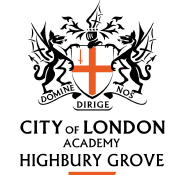 DOMINE DIRIGE NOS
CITY OF LONDON
ACADEMY
HIGHBURY GROVE